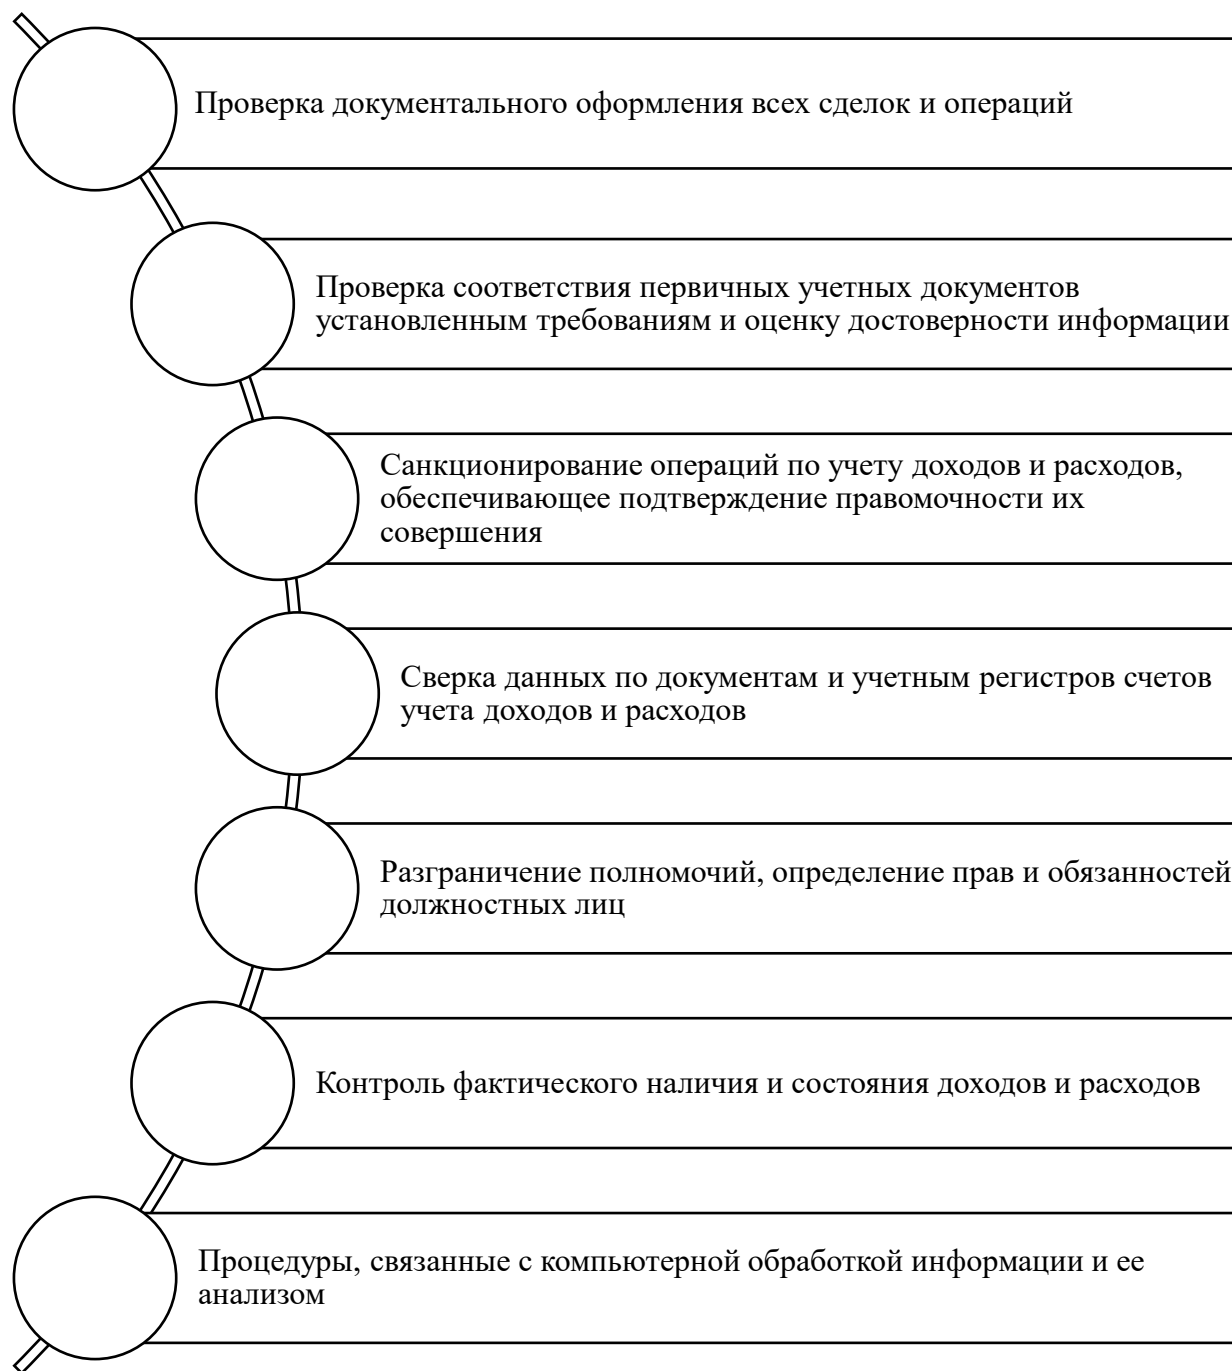 Проверка документального оформления всех сделок и операций
Проверка соответствия первичных учетных документов
установленным требованиям и оценку достоверности информации
Санкционирование операций по учету доходов и расходов,
обеспечивающее подтверждение правомочности их
совершения
Сверка данных по документам и учетным регистров счетов
учета доходов и расходов
Разграничение полномочий, определение прав и обязанностей
должностных лиц
Контроль фактического наличия и состояния доходов и расходов
Процедуры, связанные с компьютерной обработкой информации и ее
анализом